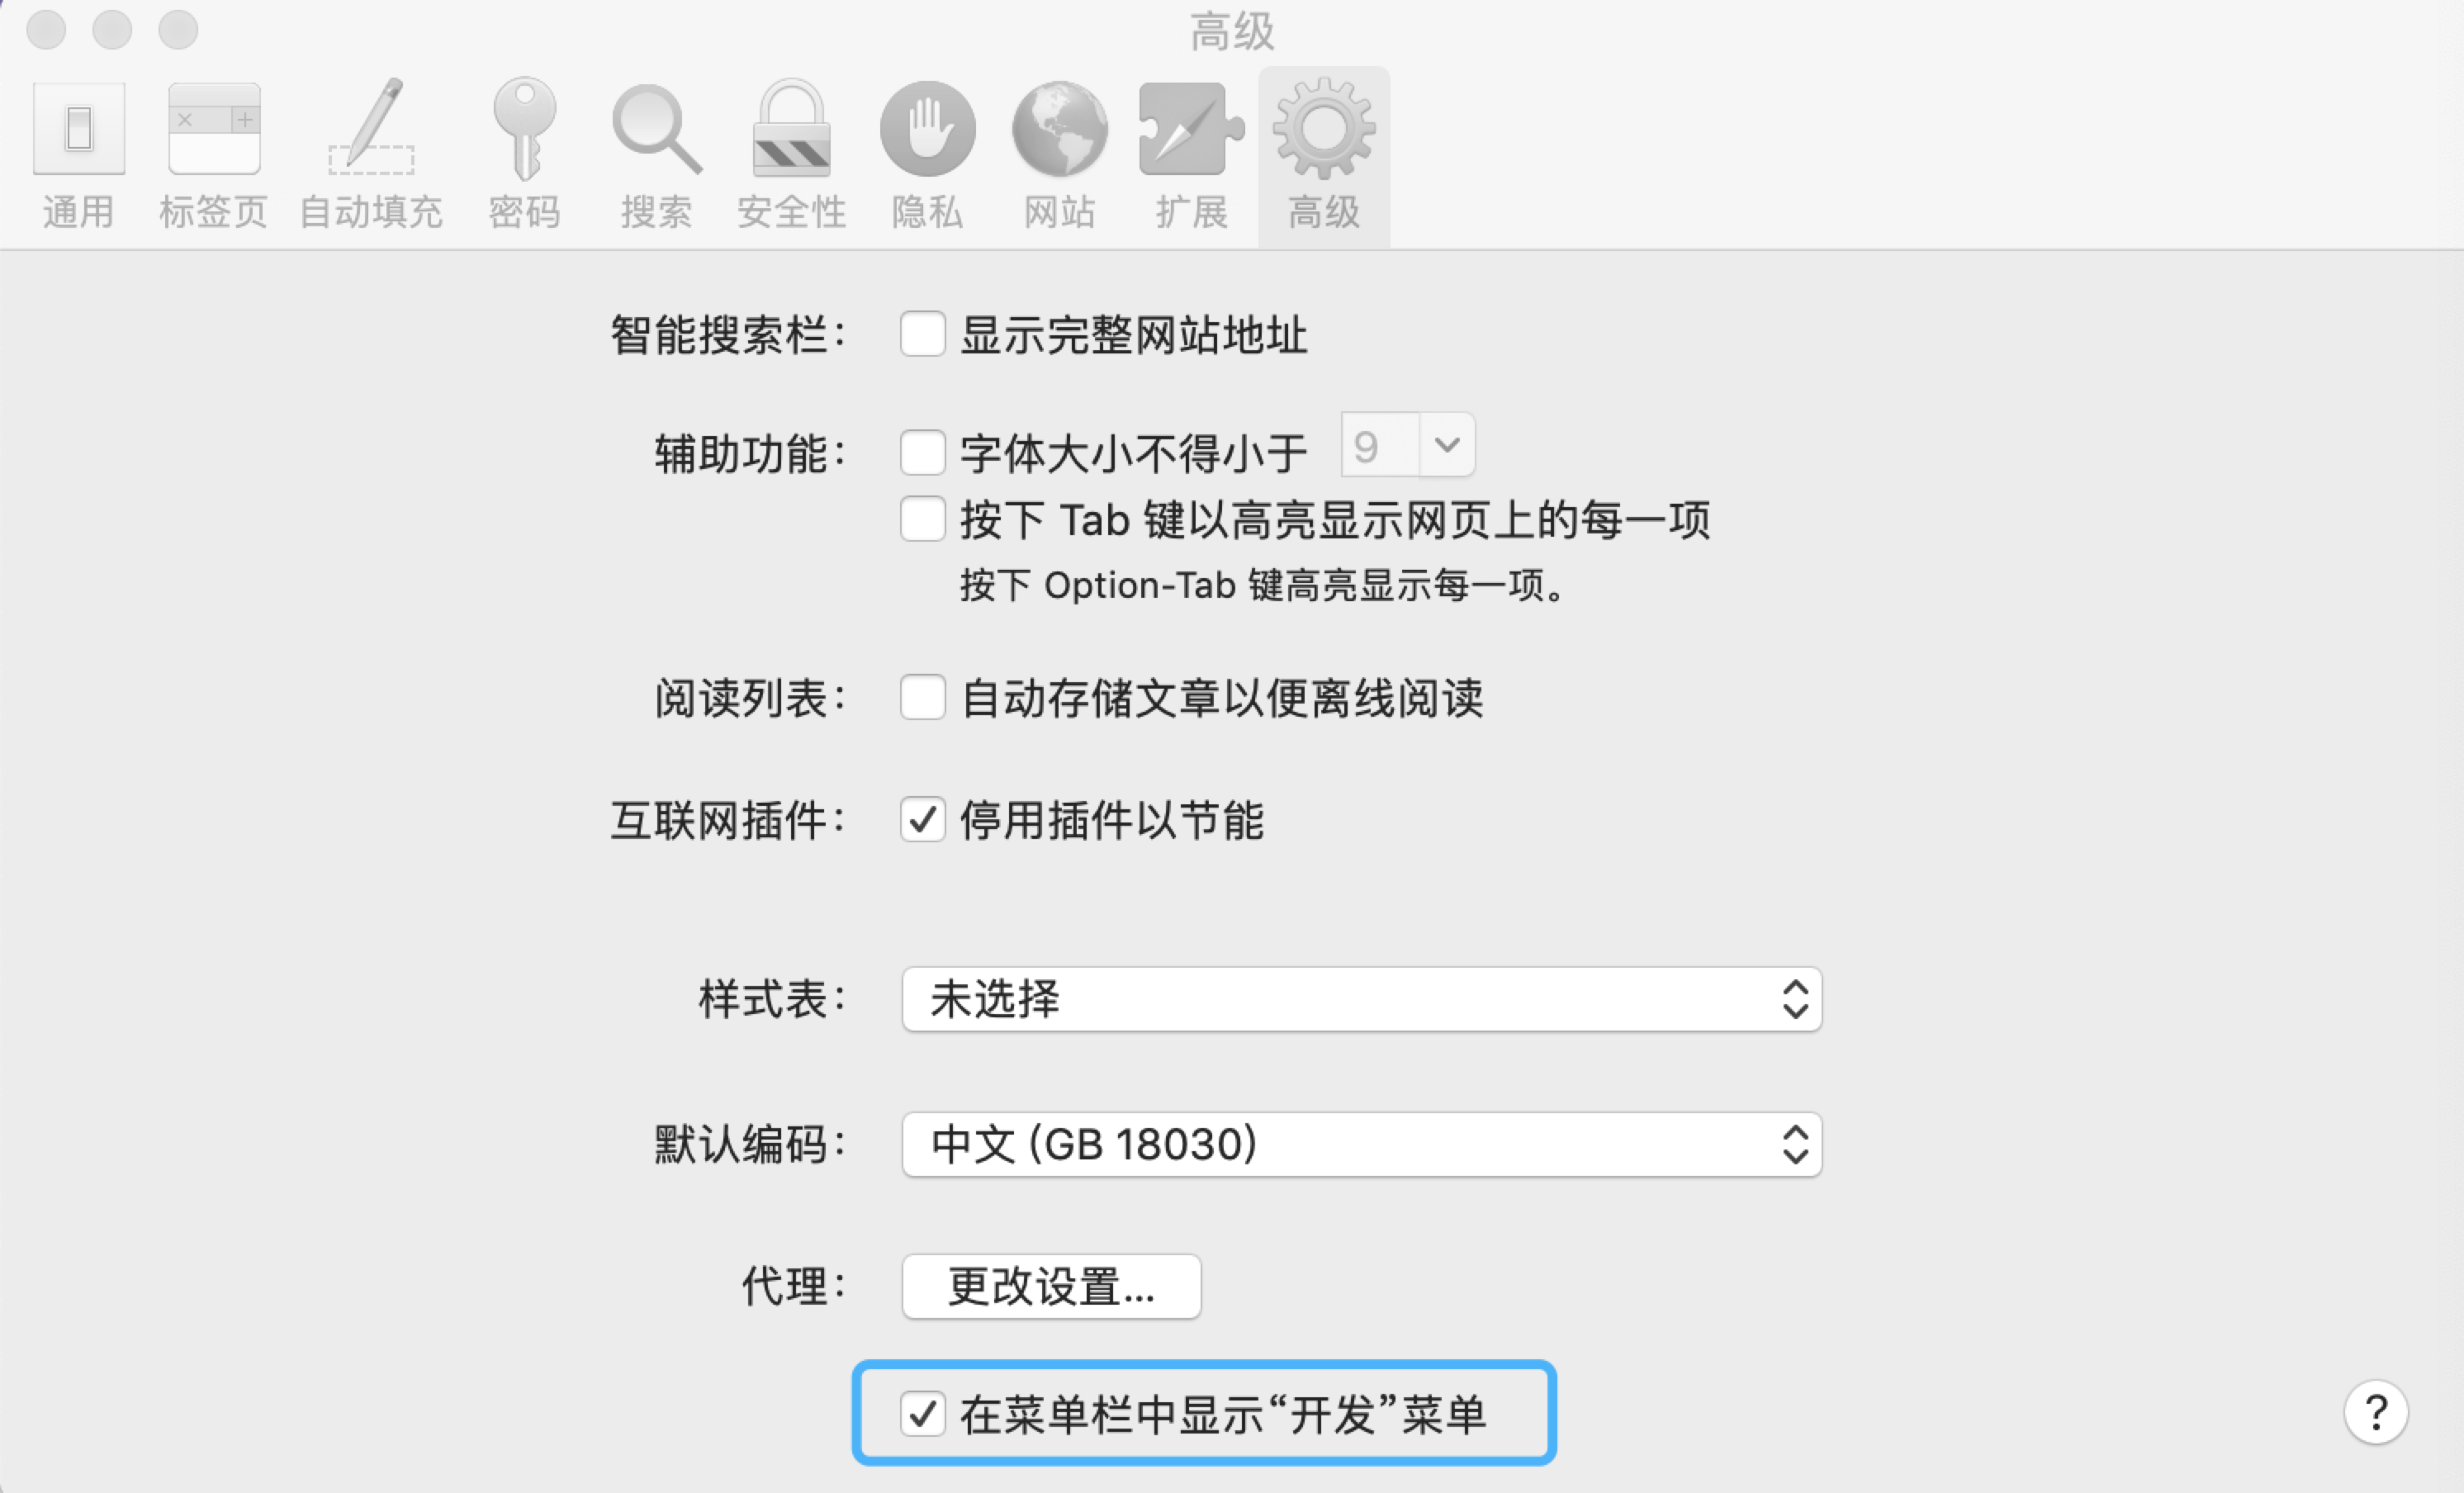 高级
通用 标签页 自动填充 密码 搜索 安全性 隐私 网站 扩展 高级
智能搜索栏： 显示完整网站地址
辅助功能： 字体大小不得小于 9
按下 Tab 键以高亮显示网页上的每一项
按下 Option-Tab 键高亮显示每一项。
阅读列表： 自动存储文章以便离线阅读
互联网插件： 停用插件以节能
样式表： 未选择
默认编码： 中文 (GB 18030)
代理： 更改设置...
在菜单栏中显示“开发”菜单
?